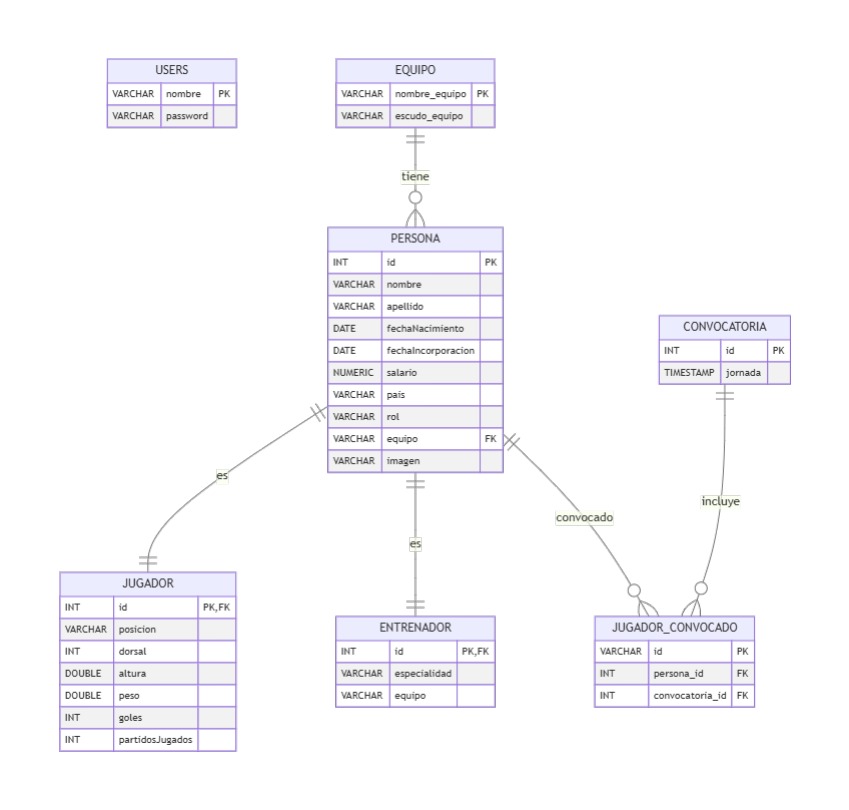 USERS
VARCHAR nombre PK
VARCHAR password
EQUIPO
VARCHAR nombre_equipo PK
VARCHAR escudo_equipo
tiene
PERSONA
INT id PK
VARCHAR nombre
VARCHAR apellido
DATE fechaNacimiento
DATE fechaIncorporacion
NUMERIC salario
VARCHAR país
VARCHAR rol
VARCHAR equipo FK
VARCHAR imagen
CONVOCATORIA
INT id PK
TIMESTAMP jornada
es
es
convocado
incluye
JUGADOR
INT id PK,FK
VARCHAR posicion
INT dorsal
DOUBLE altura
DOUBLE peso
INT goles
INT partidosJugados
ENTRENADOR
INT id PK,FK
VARCHAR especialidad
VARCHAR equipo
JUGADOR_CONVOCADO
VARCHAR id PK
INT persona_id FK
INT convocatoria_id FK